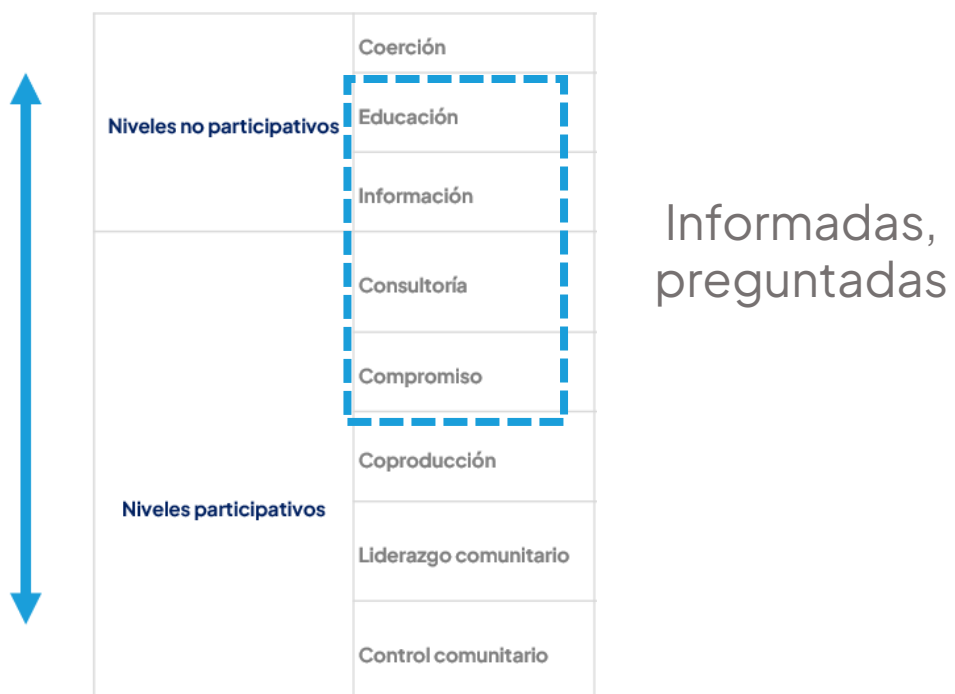 Coerción
Niveles no participativos
Educación
Información
Consultoría
Compromiso
Niveles participativos
Coproducción
Liderazgo comunitario
Control comunitario
Informadas,
preguntadas